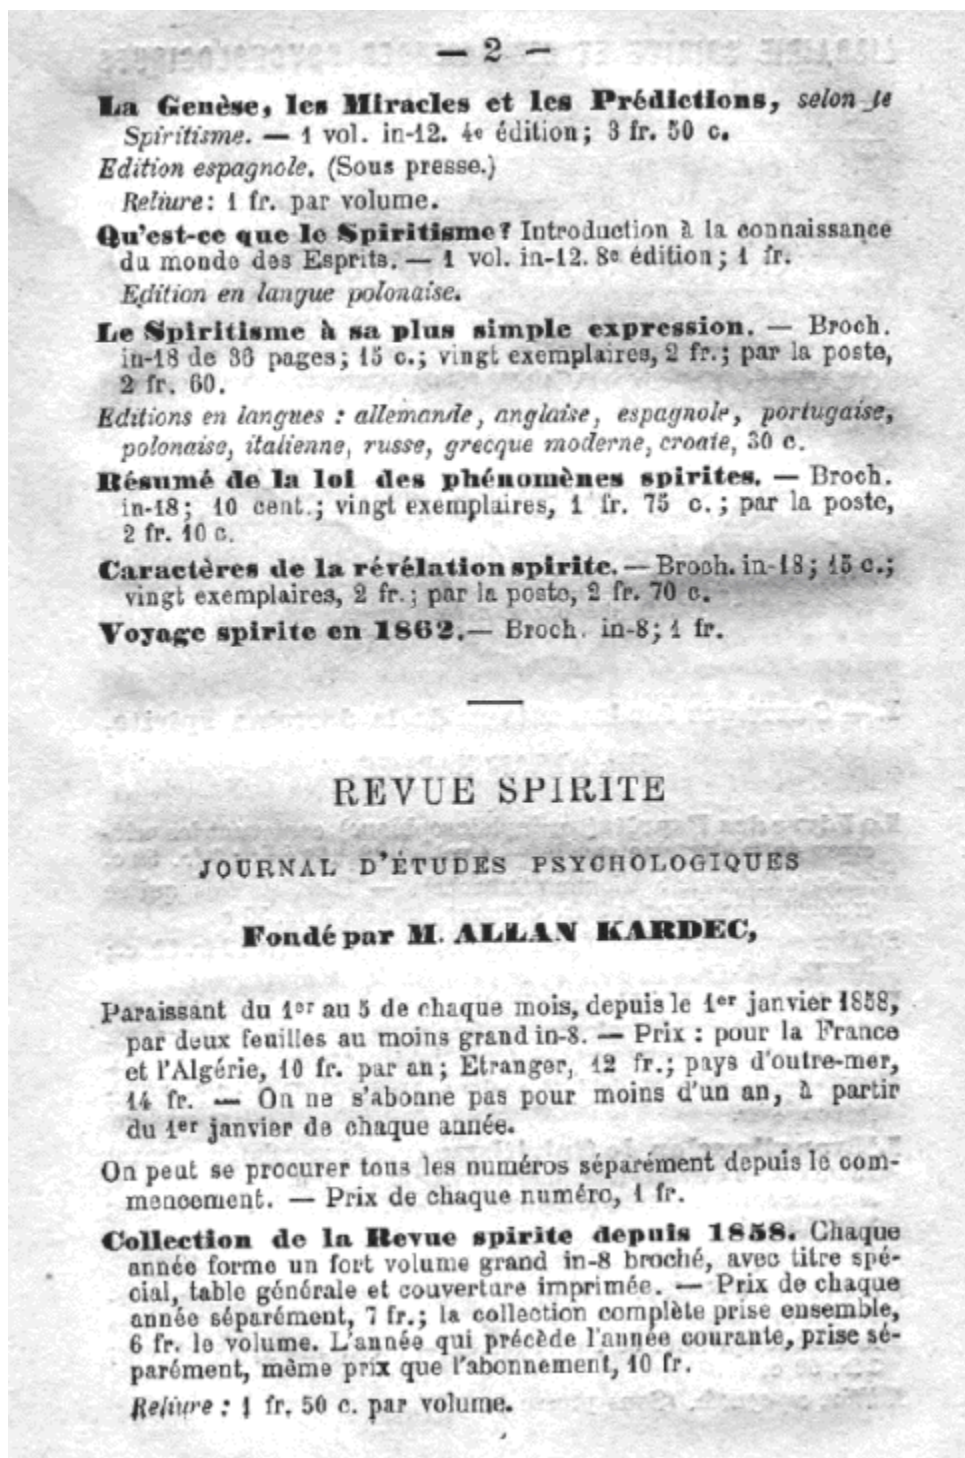 — 2 —
La Genèse, les Miracles et les Prédictions, selon le
Spiritisme. — 1 vol. in-12. 4e édition; 3 fr. 50 c.
Edition espagnole. (Sous presse.)
Reliure: 1 fr. par volume.
Qu'est-ce que le Spiritisme? Introduction à la connaissance
du monde des Esprits. — 1 vol. in-12. 8e édition; 1 fr.
Edition en langue polonaise.
Le Spiritisme à sa plus simple expression. — Broch.
in-18 de 36 pages; 15 c.; vingt exemplaires, 2 fr.; par la poste,
2 fr. 60.
Editions en langues : allemande, anglaise, espagnole, portugaise,
polonaise, italienne, russe, grecque moderne, croate, 30 c.
Résumé de la loi des phénomènes spirites. — Broch.
in-18; 10 cent.; vingt exemplaires, 1 fr. 75 c.; par la poste,
2 fr. 10 c.
Caractères de la révélation spirite. — Broch. in-18; 15 c.;
vingt exemplaires, 2 fr.; par la poste, 2 fr. 70 c.
Voyage spirite en 1862. — Broch. in-8; 1 fr.
REVUE SPIRITE
JOURNAL D'ÉTUDES PSYCHOLOGIQUES
Fondé par M. ALLAN KARDEC,
Paraissant du 1er au 5 de chaque mois, depuis le 1er janvier 1858,
par deux feuilles au moins grand in-8. — Prix : pour la France
et l'Algérie, 10 fr. par an; Etranger, 12 fr.; pays d'outre-mer,
14 fr. — On ne s'abonne pas pour moins d'un an, à partir
du 1er janvier de chaque année.
On peut se procurer tous les numéros séparément depuis le com-
mencement. — Prix de chaque numéro, 1 fr.
Collection de la Revue spirite depuis 1858. Chaque
année forme un fort volume grand in-8 broché, avec titre spé-
cial, table générale et couverture imprimée. — Prix de chaque
année séparément, 7 fr.; la collection complète prise ensemble,
6 fr. le volume. L'année qui précède l'année courante, prise sé-
parément, même prix que l'abonnement, 10 fr.
Reliure : 1 fr. 50 c. par volume.